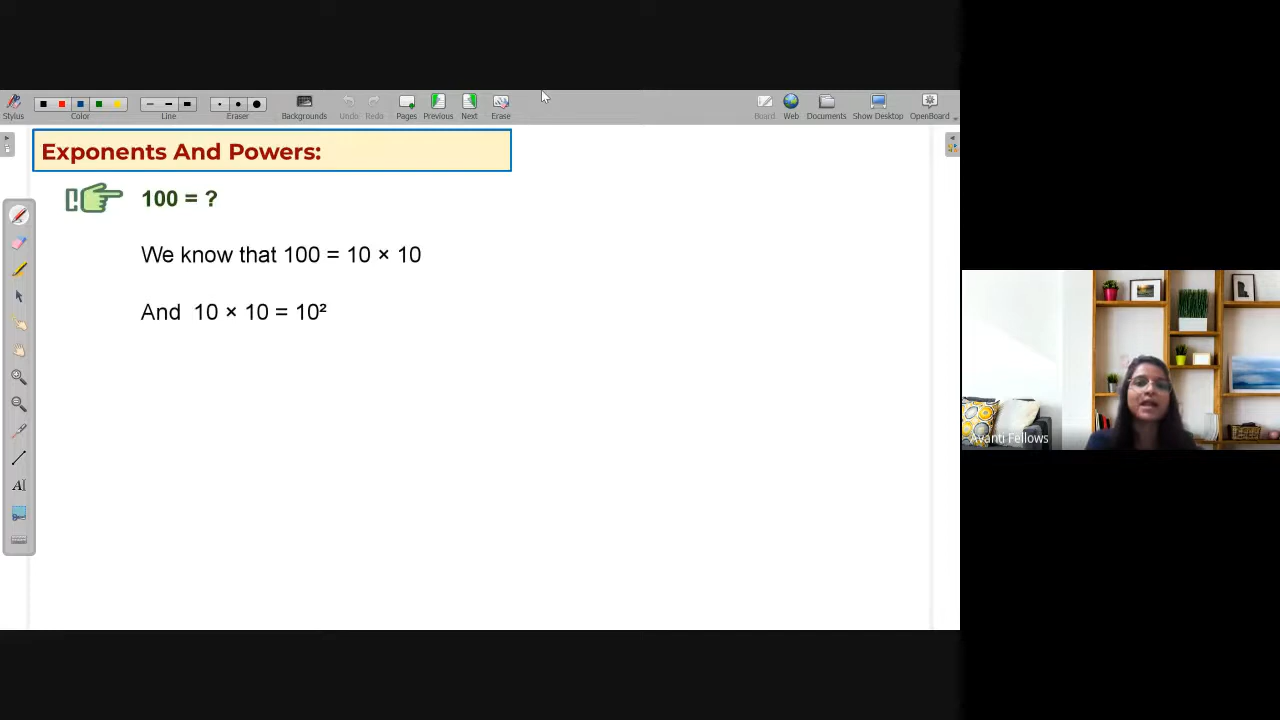 Stylus
Color
Line
Eraser
Backgrounds
Undo
Redo
Pages
Previous
Next
Erase
Board
Web
Documents
Show Desktop
OpenBoard
Exponents And Powers:
100 = ?
We know that 100 = 10 × 10
And 10 × 10 = 10²
Avanti Fellows